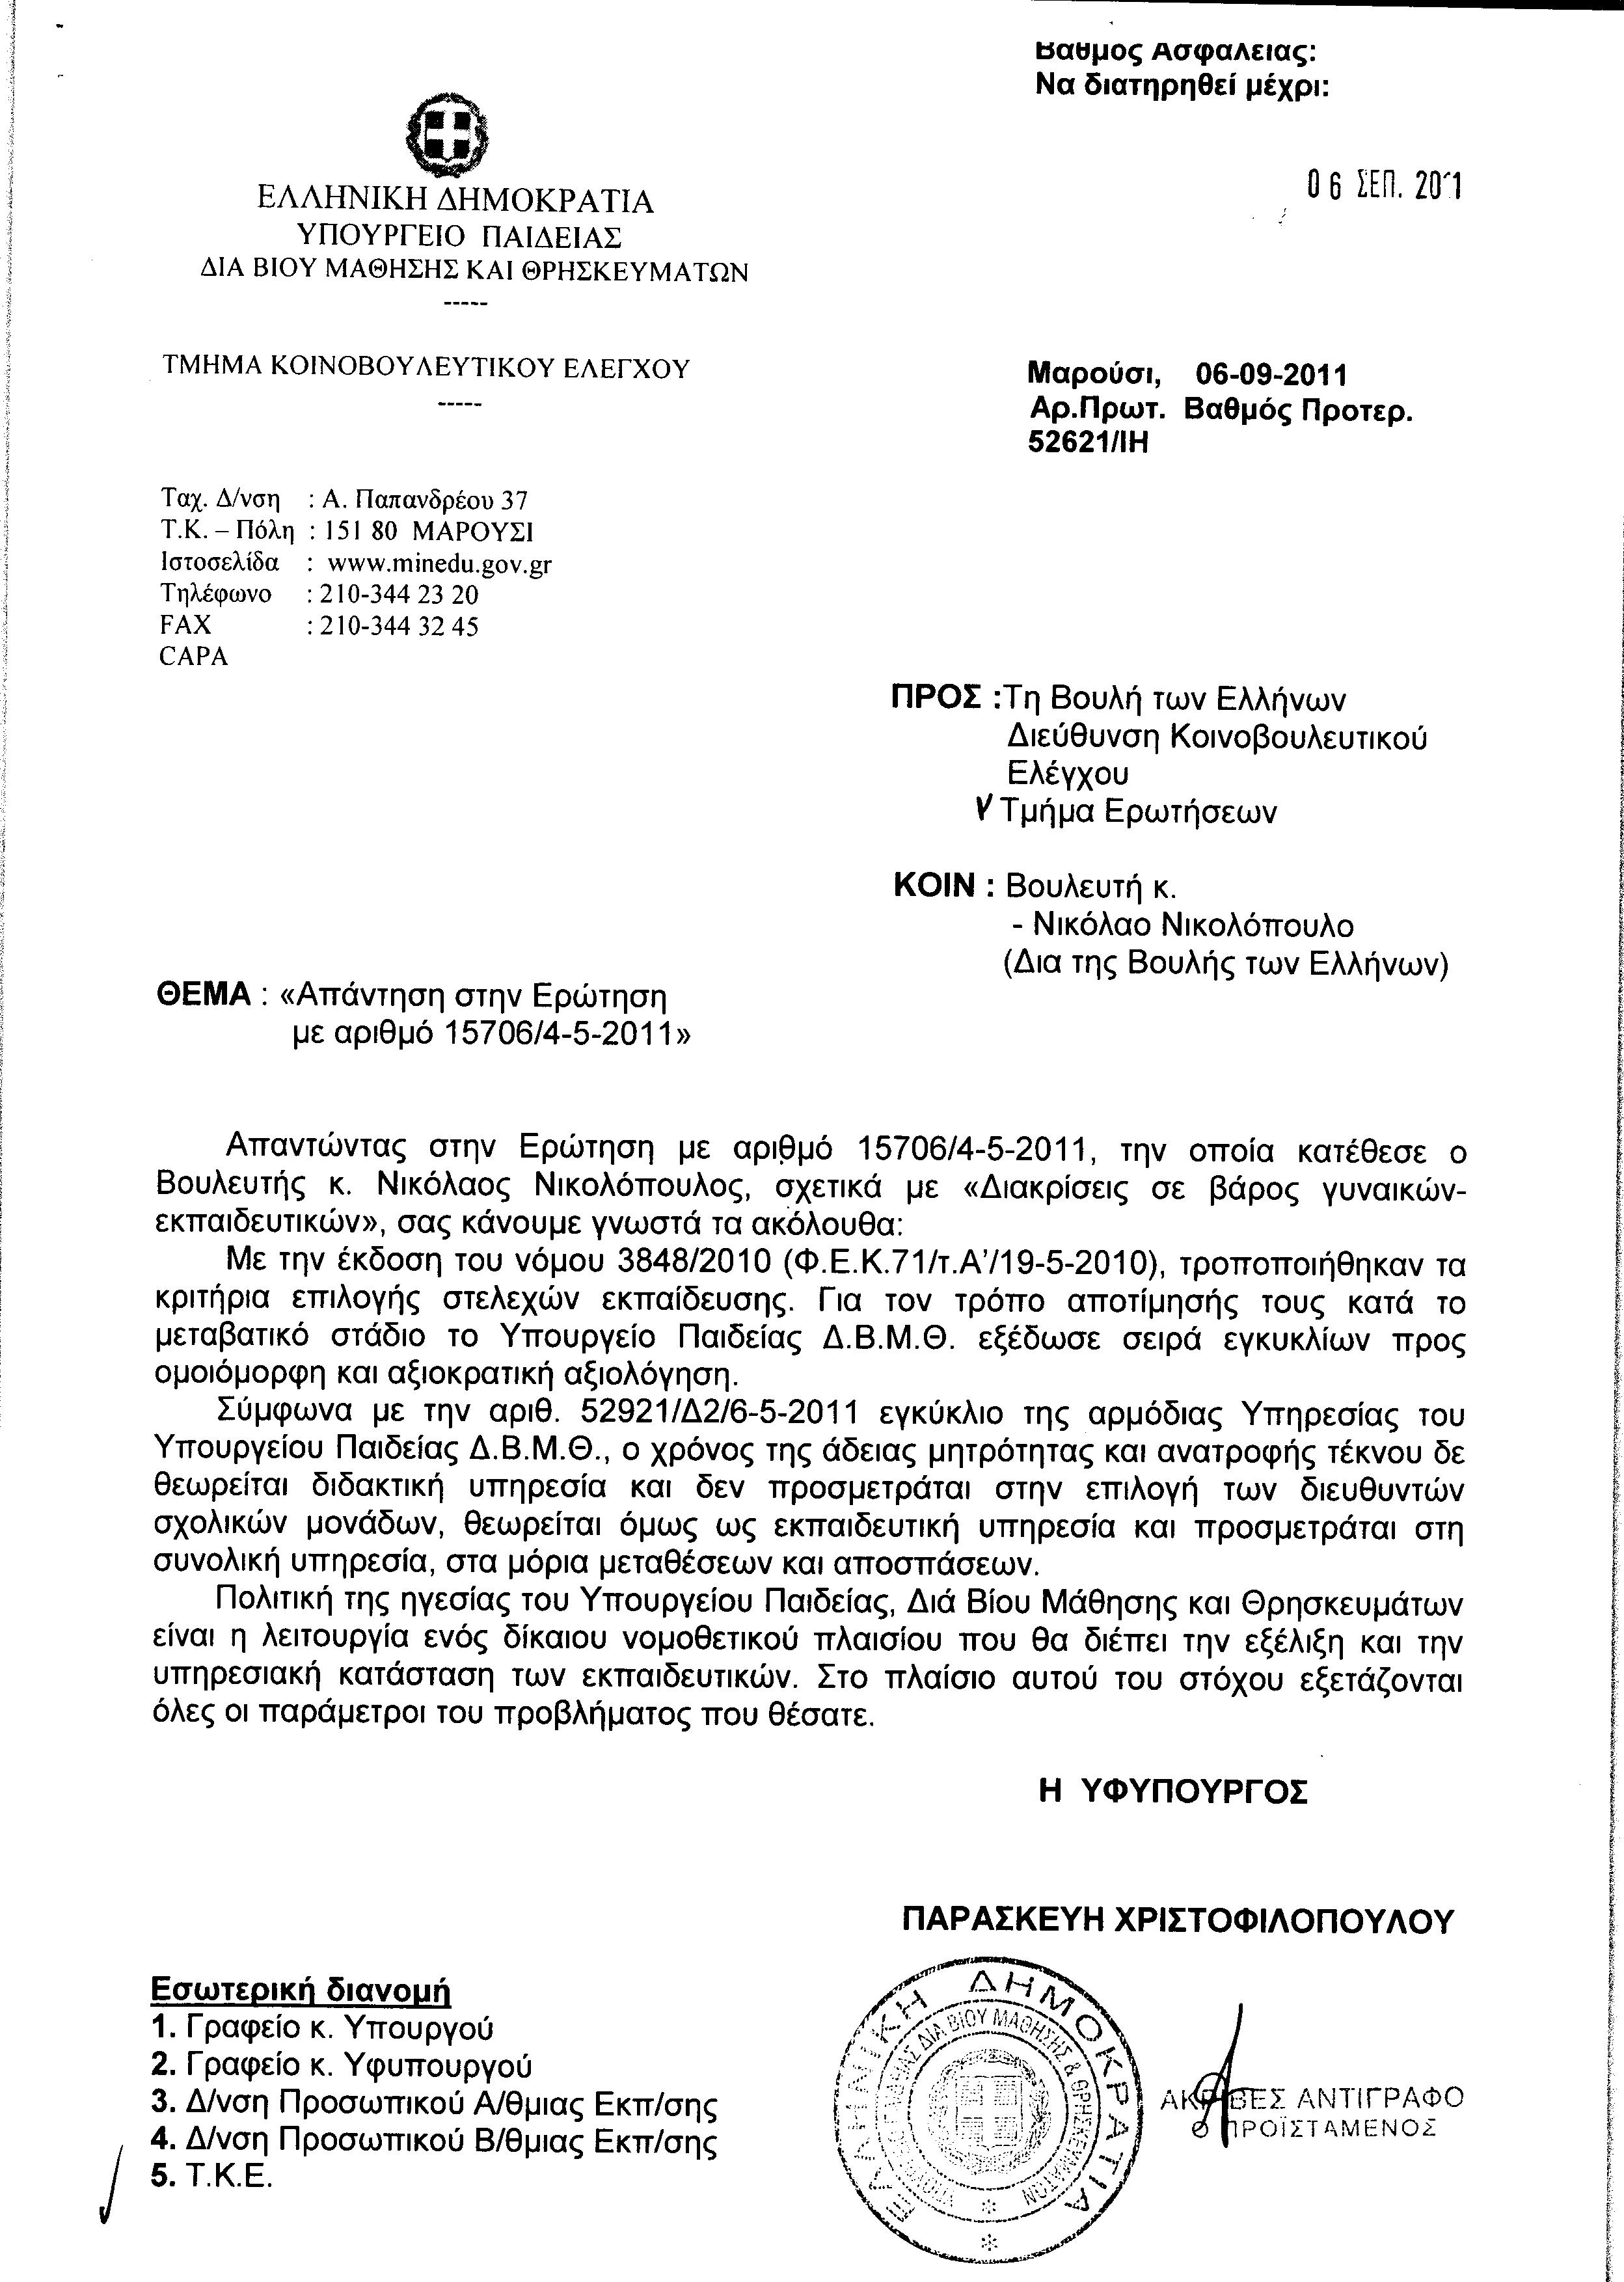 Βαθμός Ασφαλείας:
Να διατηρηθεί μέχρι:
06 ΣΕΠ. 2011
ΕΛΛΗΝΙΚΗ ΔΗΜΟΚΡΑΤΙΑ
ΥΠΟΥΡΓΕΙΟ ΠΑΙΔΕΙΑΣ
ΔΙΑ ΒΙΟΥ ΜΑΘΗΣΗΣ ΚΑΙ ΘΡΗΣΚΕΥΜΑΤΩΝ
-----
ΤΜΗΜΑ ΚΟΙΝΟΒΟΥΛΕΥΤΙΚΟΥ ΕΛΕΓΧΟΥ
-----
Μαρούσι, 06-09-2011
Αρ.Πρωτ. Βαθμός Προτερ.
52621/ΙΗ
Ταχ. Δ/νση : Α. Παπανδρέου 37
Τ.Κ. – Πόλη : 151 80 ΜΑΡΟΥΣΙ
Ιστοσελίδα : www.minedu.gov.gr
Τηλέφωνο : 210-344 23 20
FAX : 210-344 32 45
CAPA
ΠΡΟΣ :Τη Βουλή των Ελλήνων
Διεύθυνση Κοινοβουλευτικού
Ελέγχου
Τμήμα Ερωτήσεων
ΚΟΙΝ : Βουλευτή κ.
- Νικόλαο Νικολόπουλο
(Δια της Βουλής των Ελλήνων)
ΘΕΜΑ : «Απάντηση στην Ερώτηση
με αριθμό 15706/4-5-2011»
Απαντώντας στην Ερώτηση με αριθμό 15706/4-5-2011, την οποία κατέθεσε ο
Βουλευτής κ. Νικόλαος Νικολόπουλος, σχετικά με «Διακρίσεις σε βάρος γυναικών-
εκπαιδευτικών», σας κάνουμε γνωστά τα ακόλουθα:
Με την έκδοση του νόμου 3848/2010 (Φ.Ε.Κ.71/τ.Α’/19-5-2010), τροποποιήθηκαν τα
κριτήρια επιλογής στελεχών εκπαίδευσης. Για τον τρόπο αποτίμησής τους κατά το
μεταβατικό στάδιο το Υπουργείο Παιδείας Δ.Β.Μ.Θ. εξέδωσε σειρά εγκυκλίων προς
ομοιόμορφη και αξιοκρατική αξιολόγηση.
Σύμφωνα με την αριθ. 52921/Δ2/6-5-2011 εγκύκλιο της αρμόδιας Υπηρεσίας του
Υπουργείου Παιδείας Δ.Β.Μ.Θ., ο χρόνος της άδειας μητρότητας και ανατροφής τέκνου δε
θεωρείται διδακτική υπηρεσία και δεν προσμετράται στην επιλογή των διευθυντών
σχολικών μονάδων, θεωρείται όμως ως εκπαιδευτική υπηρεσία και προσμετράται στη
συνολική υπηρεσία, στα μόρια μεταθέσεων και αποσπάσεων.
Πολιτική της ηγεσίας του Υπουργείου Παιδείας, Διά Βίου Μάθησης και Θρησκευμάτων
είναι η λειτουργία ενός δίκαιου νομοθετικού πλαισίου που θα διέπει την εξέλιξη και την
υπηρεσιακή κατάσταση των εκπαιδευτικών. Στο πλαίσιο αυτού του στόχου εξετάζονται
όλες οι παράμετροι του προβλήματος που θέσατε.
Η ΥΦΥΠΟΥΡΓΟΣ
ΠΑΡΑΣΚΕΥΗ ΧΡΙΣΤΟΦΙΛΟΠΟΥΛΟΥ
Εσωτερική διανομή
1. Γραφείο κ. Υπουργού
2. Γραφείο κ. Υφυπουργού
3. Δ/νση Προσωπικού Α/θμιας Εκπ/σης
4. Δ/νση Προσωπικού Β/θμιας Εκπ/σης
5. Τ.Κ.Ε.
ΕΛΛΗΝΙΚΗ ΔΗΜΟΚΡΑΤΙΑ
ΔΙΑ ΒΙΟΥ ΜΑΘΗΣΗΣ & ΘΡΗΣΚΕΥΜΑΤΩΝ
ΑΚΡΙΒΕΣ ΑΝΤΙΓΡΑΦΟ
Ο ΠΡΟΪΣΤΑΜΕΝΟΣ